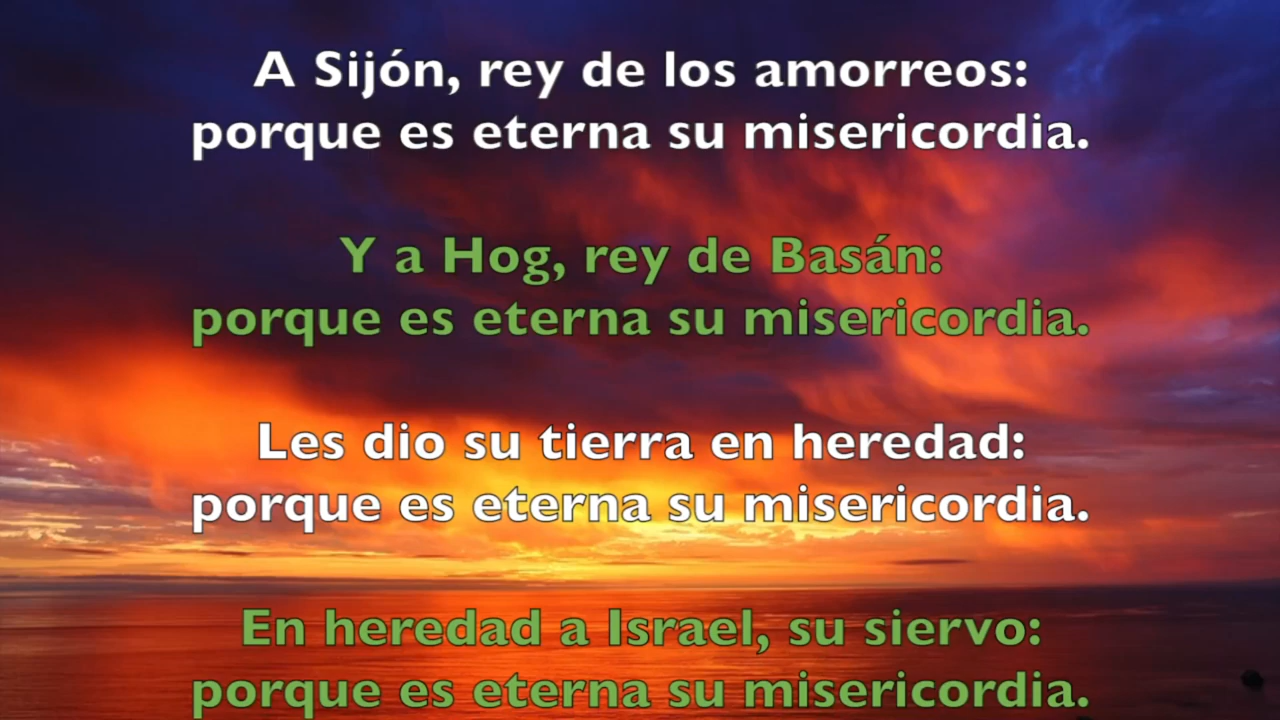 A Sijón, rey de los amorreos:
porque es eterna su misericordia.
Y a Hog, rey de Basán:
porque es eterna su misericordia.
Les dio su tierra en heredad:
porque es eterna su misericordia.
En heredad a Israel, su siervo:
porque es eterna su misericordia.